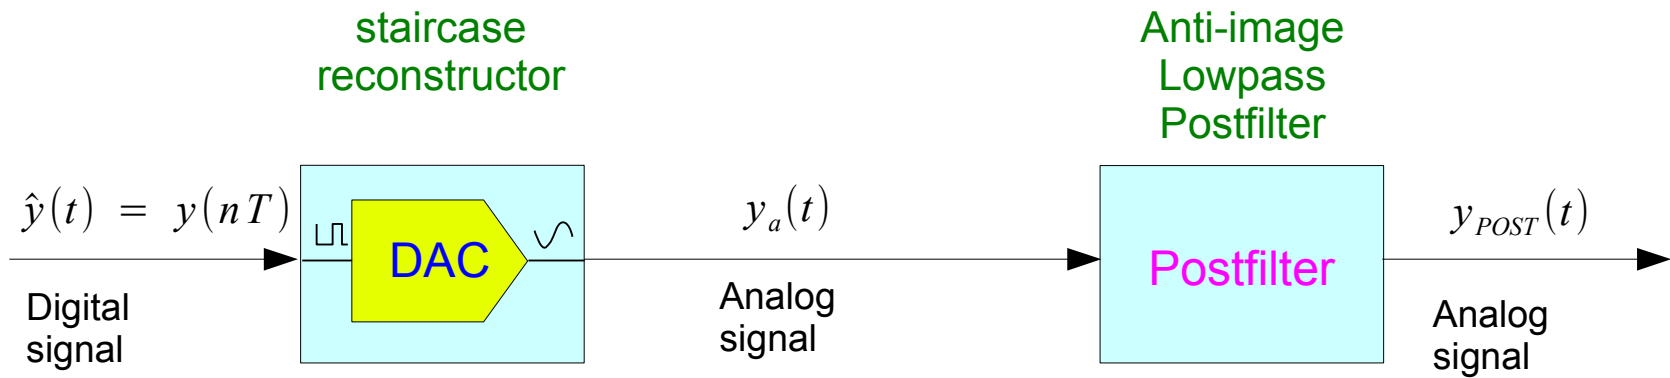 staircase
reconstructor
Anti-image
Lowpass
Postfilter
ŷ(t) = y(nT)
DAC
y_a(t)
Postfilter
y_POST(t)
Digital
signal
Analog
signal
Analog
signal